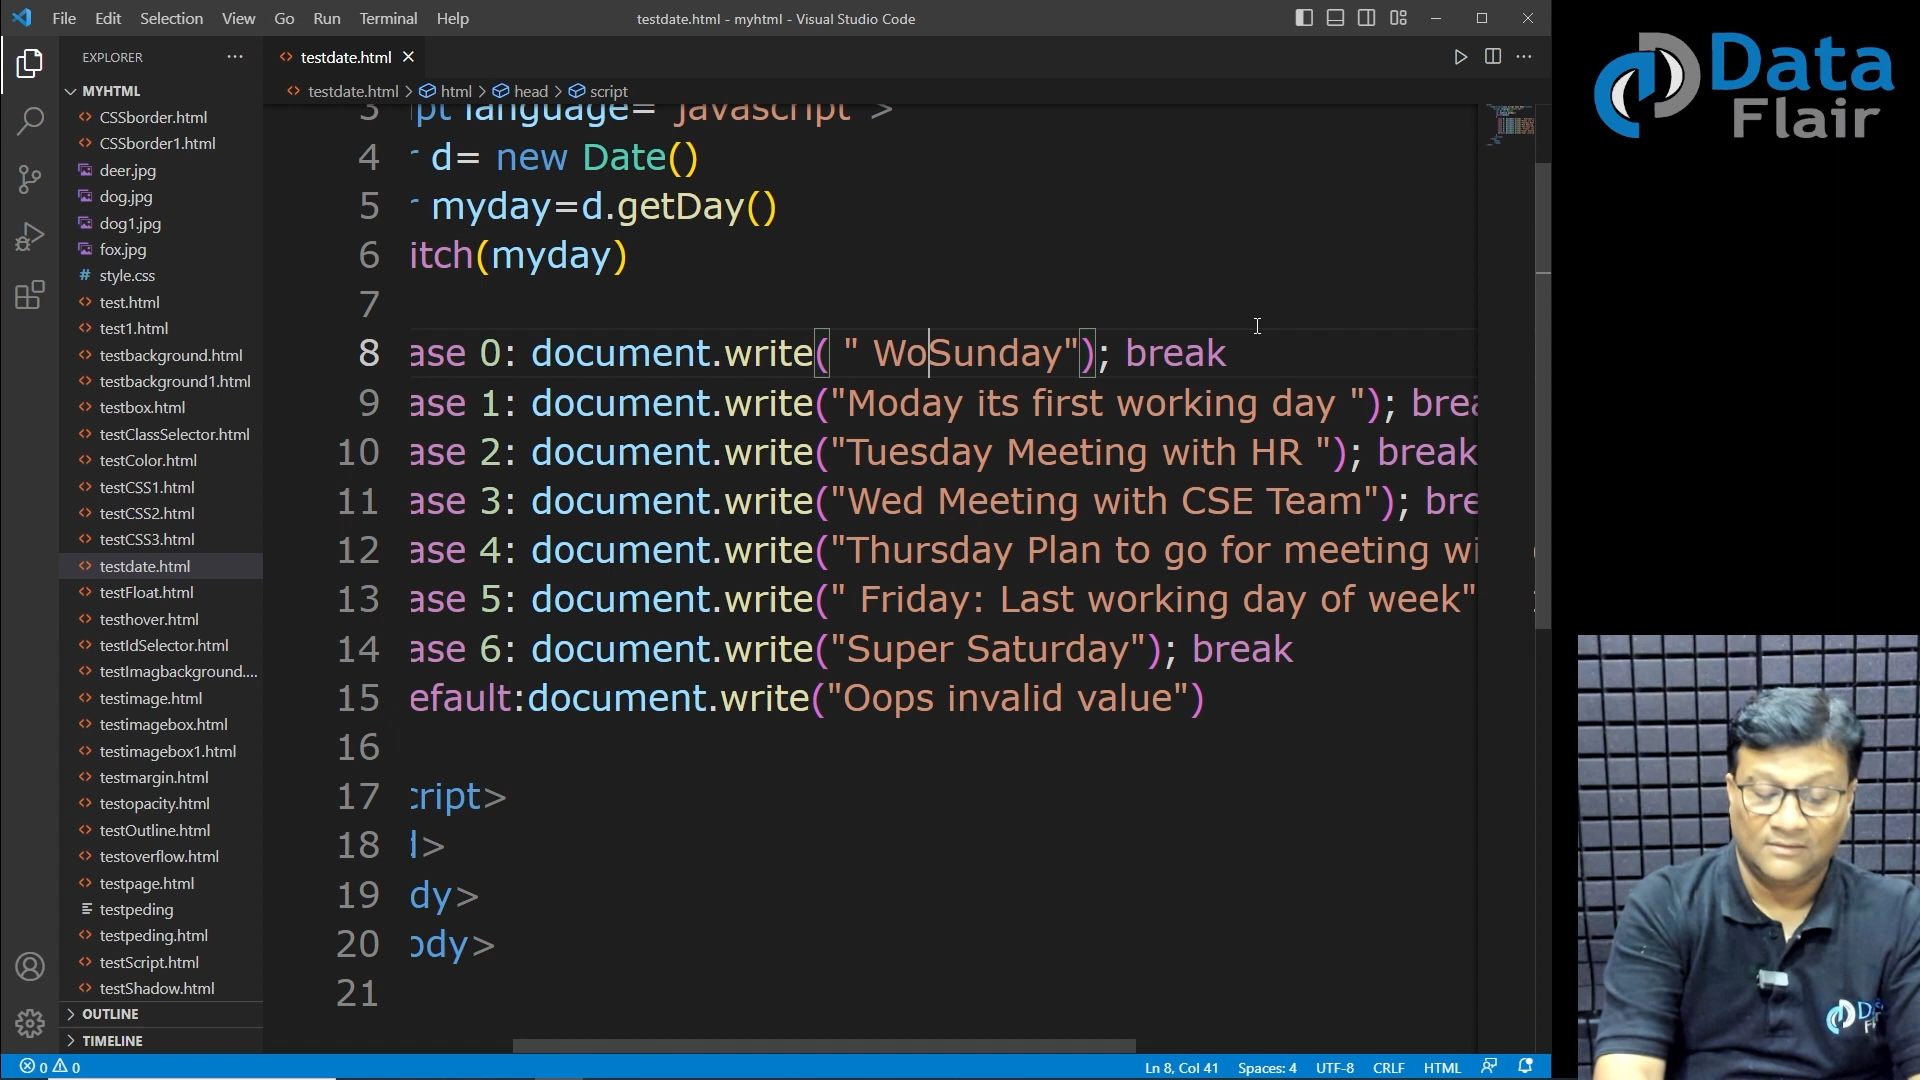 File Edit Selection View Go Run Terminal Help
testdate.html - myhtml - Visual Studio Code
EXPLORER
testdate.html
testdate.html > html > head > script
MYHTML
CSSborder.html
CSSborder1.html
deer.jpg
dog.jpg
dog1.jpg
fox.jpg
# style.css
test.html
test1.html
testbackground.html
testbackground1.html
testbox.html
testClassSelector.html
testColor.html
testCSS1.html
testCSS2.html
testCSS3.html
testdate.html
testFloat.html
testhover.html
testIdSelector.html
testImagbackground....
testimage.html
testimagebox.html
testimagebox1.html
testmargin.html
testopacity.html
testOutline.html
testoverflow.html
testpage.html
testpeding
testpeding.html
testScript.html
testShadow.html
OUTLINE
TIMELINE
3 ipt language="javascript">
4 r d= new Date()
5 r myday=d.getDay()
6 itch(myday)
7
8 ase 0: document.write( " WoSunday"); break
9 ase 1: document.write("Moday its first working day "); brea
10 ase 2: document.write("Tuesday Meeting with HR "); break
11 ase 3: document.write("Wed Meeting with CSE Team"); bre
12 ase 4: document.write("Thursday Plan to go for meeting wi
13 ase 5: document.write(" Friday: Last working day of week"
14 ase 6: document.write("Super Saturday"); break
15 efault:document.write("Oops invalid value")
16
17 cript>
18 d>
19 dy>
20 ody>
21
0 0
Ln 8, Col 41 Spaces: 4 UTF-8 CRLF HTML
Data
Flair